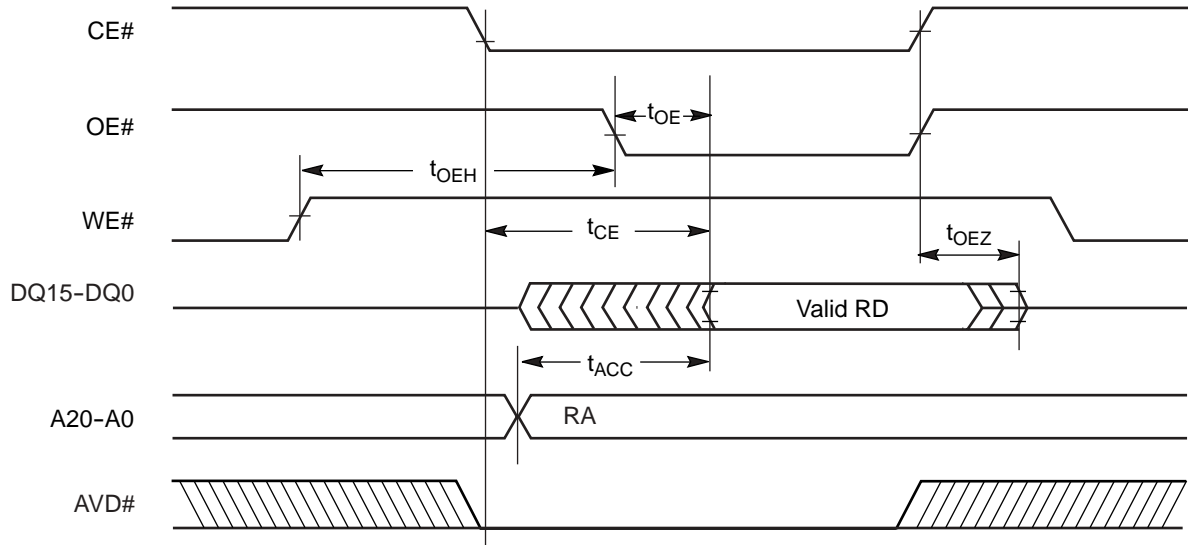 CE#
OE#
tOE
tOEH
WE#
tCE
tOEZ
DQ15-DQ0
Valid RD
tACC
A20-A0
RA
AVD#